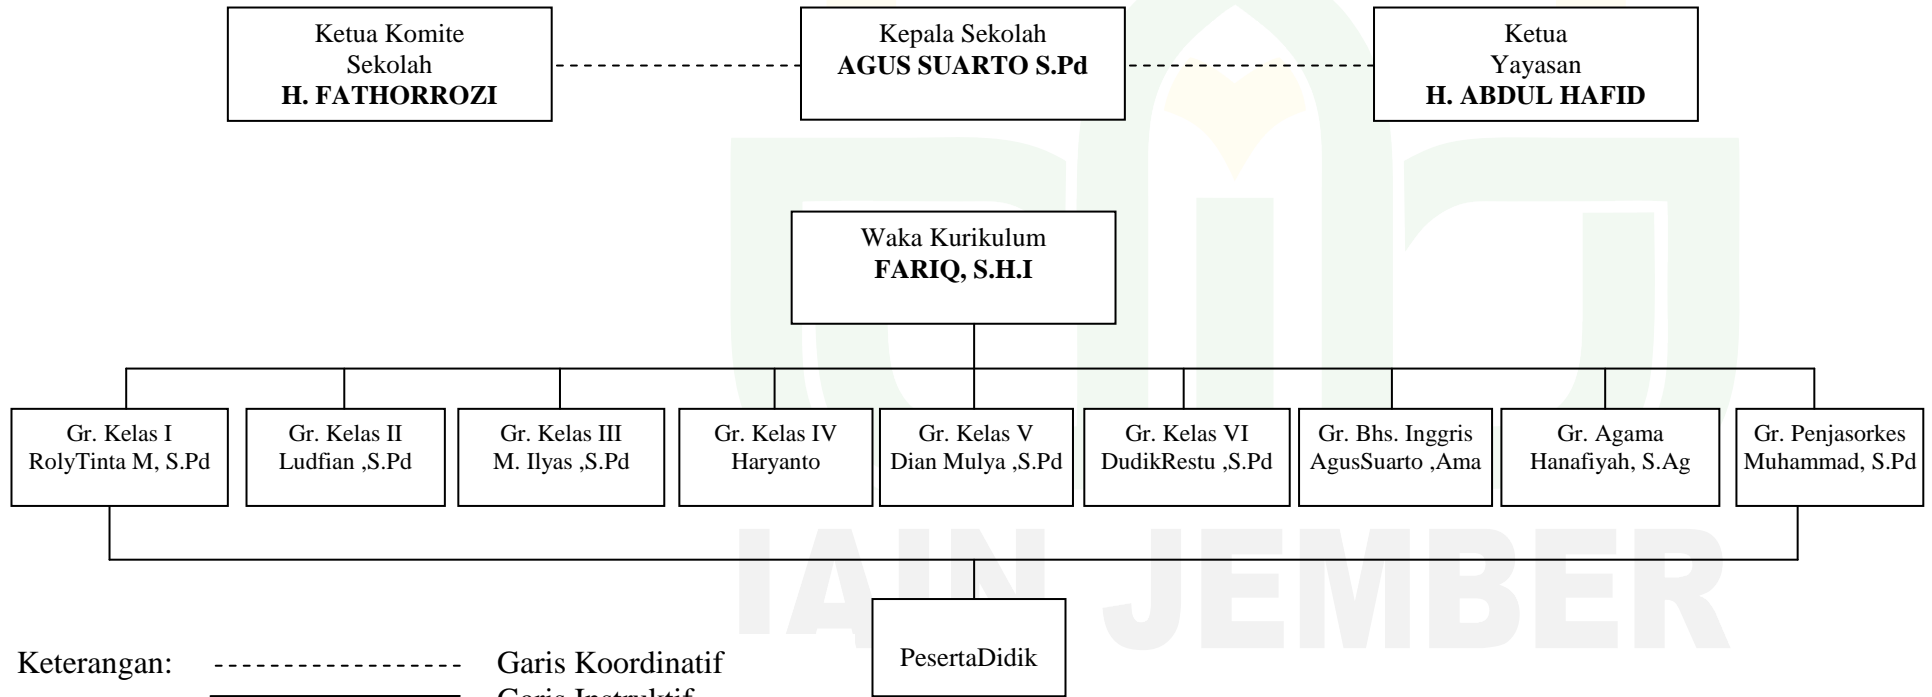 Ketua Komite
Sekolah
H. FATHORROZI
Kepala Sekolah
AGUS SUARTO S.Pd
Ketua
Yayasan
H. ABDUL HAFID
Waka Kurikulum
FARIQ, S.H.I
Gr. Kelas I
RolyTinta M, S.Pd
Gr. Kelas II
Ludfian ,S.Pd
Gr. Kelas III
M. Ilyas ,S.Pd
Gr. Kelas IV
Haryanto
Gr. Kelas V
Dian Mulya ,S.Pd
Gr. Kelas VI
DudikRestu ,S.Pd
Gr. Bhs. Inggris
AgusSuarto ,Ama
Gr. Agama
Hanafiyah, S.Ag
Gr. Penjasorkes
Muhammad, S.Pd
IAIN JEMBER
PesertaDidik
Keterangan: Garis Koordinatif
Garis Instruktif